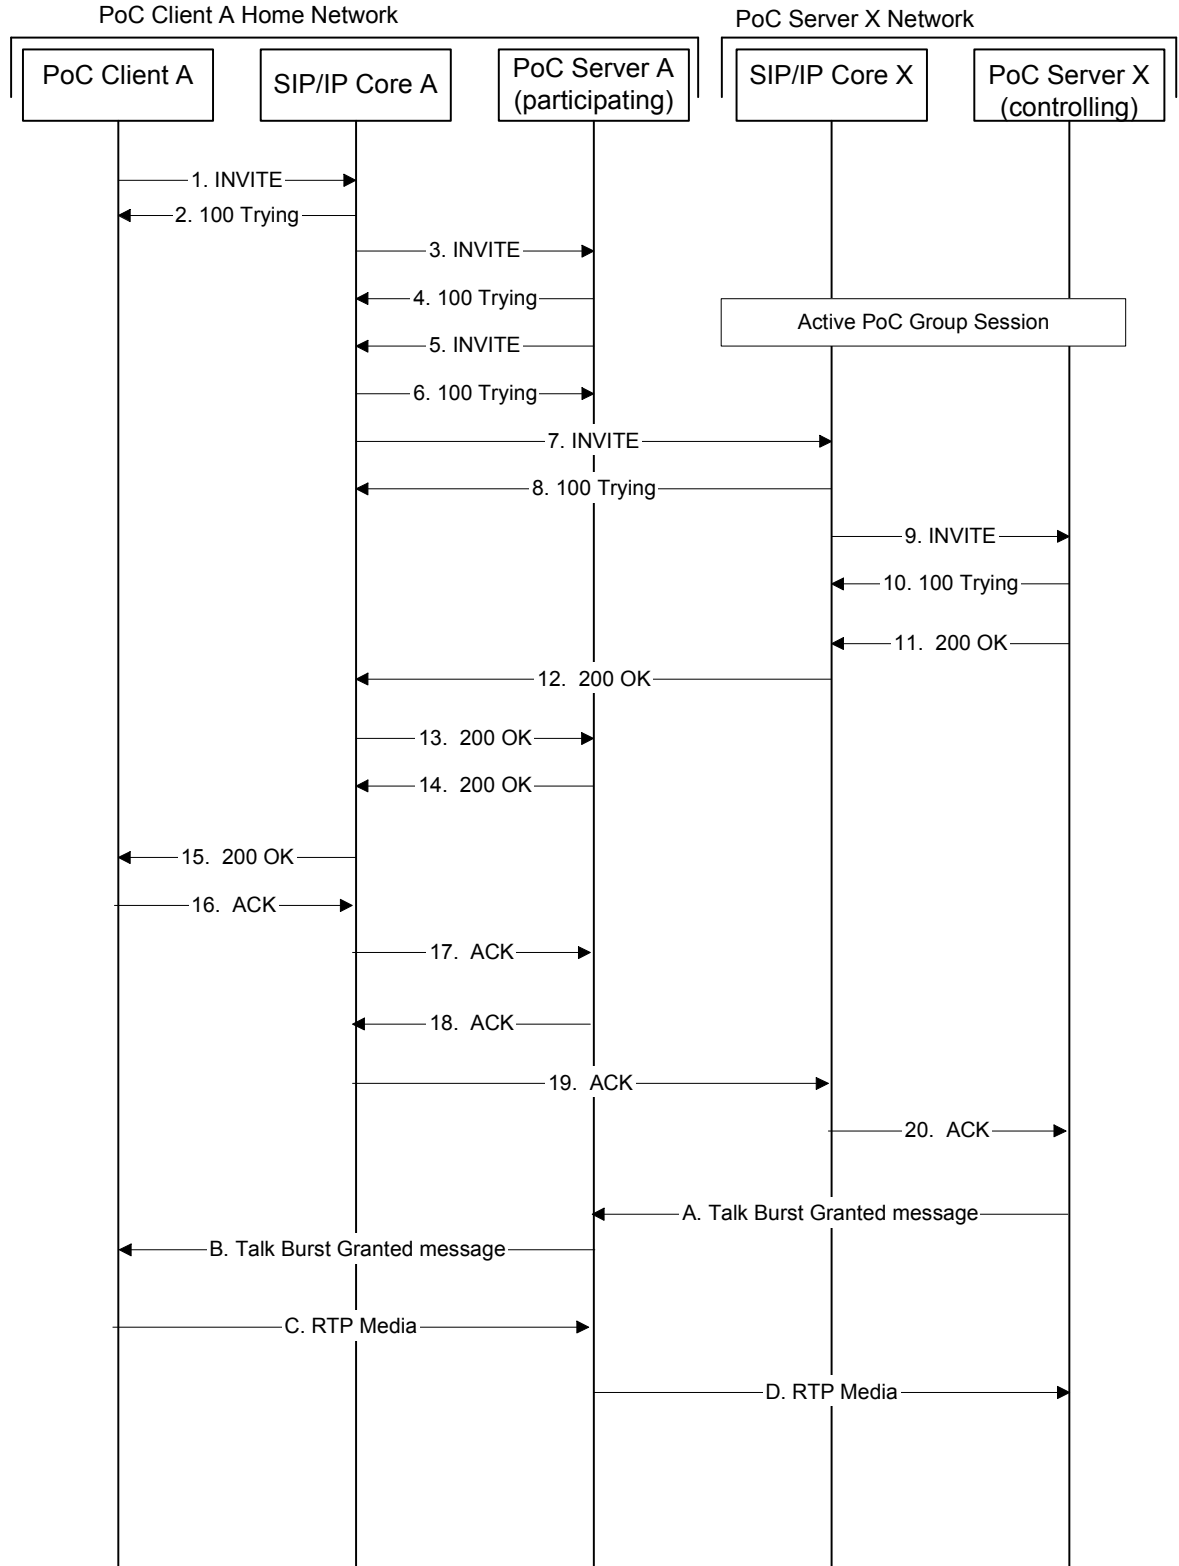 PoC Client A Home Network
PoC Server X Network
PoC Client A
SIP/IP Core A
PoC Server A
(participating)
SIP/IP Core X
PoC Server X
(controlling)
1. INVITE
2. 100 Trying
3. INVITE
4. 100 Trying
Active PoC Group Session
5. INVITE
6. 100 Trying
7. INVITE
8. 100 Trying
9. INVITE
10. 100 Trying
11. 200 OK
12. 200 OK
13. 200 OK
14. 200 OK
15. 200 OK
16. ACK
17. ACK
18. ACK
19. ACK
20. ACK
A. Talk Burst Granted message
B. Talk Burst Granted message
C. RTP Media
D. RTP Media